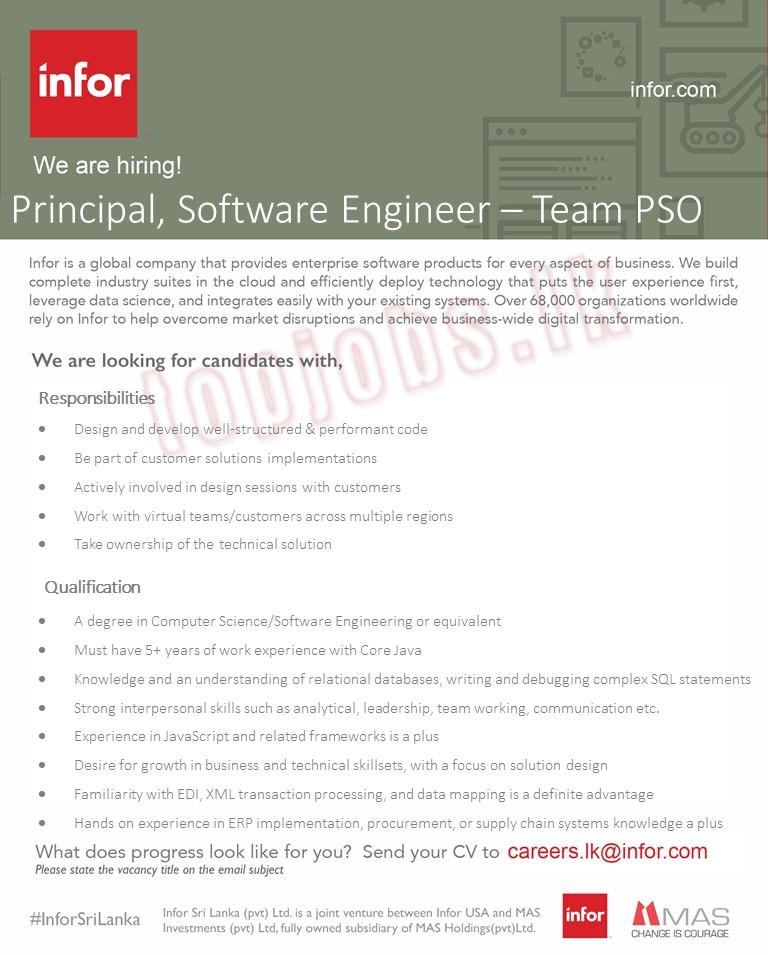 infor
infor.com
We are hiring!
Principal, Software Engineer – Team PSO
Infor is a global company that provides enterprise software products for every aspect of business. We build
complete industry suites in the cloud and efficiently deploy technology that puts the user experience first,
leverage data science, and integrates easily with your existing systems. Over 68,000 organizations worldwide
rely on Infor to help overcome market disruptions and achieve business-wide digital transformation.
topjobs.lk
We are looking for candidates with,
Responsibilities
• Design and develop well-structured & performant code
• Be part of customer solutions implementations
• Actively involved in design sessions with customers
• Work with virtual teams/customers across multiple regions
• Take ownership of the technical solution
Qualification
• A degree in Computer Science/Software Engineering or equivalent
• Must have 5+ years of work experience with Core Java
• Knowledge and an understanding of relational databases, writing and debugging complex SQL statements
• Strong interpersonal skills such as analytical, leadership, team working, communication etc.
• Experience in JavaScript and related frameworks is a plus
• Desire for growth in business and technical skillsets, with a focus on solution design
• Familiarity with EDI, XML transaction processing, and data mapping is a definite advantage
• Hands on experience in ERP implementation, procurement, or supply chain systems knowledge a plus
What does progress look like for you? Send your CV to careers.lk@infor.com
Please state the vacancy title on the email subject
#InforSriLanka
Infor Sri Lanka (pvt) Ltd. is a joint venture between Infor USA and MAS
Investments (pvt) Ltd, fully owned subsidiary of MAS Holdings(pvt)Ltd.
infor
MAS
CHANGE IS COURAGE